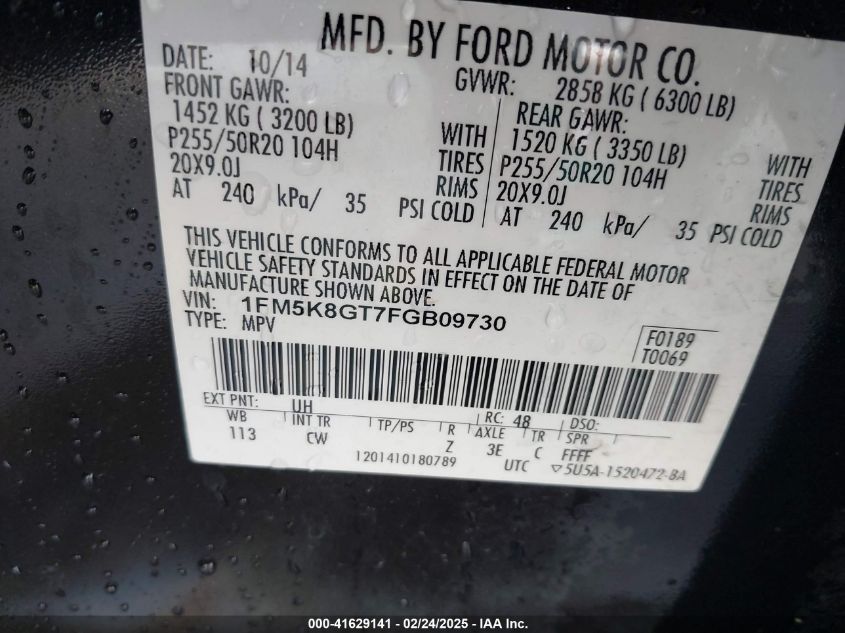 MFD. BY FORD MOTOR CO.
DATE: 10/14 GVWR: 2858 KG ( 6300 LB)
FRONT GAWR: REAR GAWR:
1452 KG ( 3200 LB) WITH 1520 KG ( 3350 LB) WITH
P255/50R20 104H TIRES P255/50R20 104H TIRES
20X9.0J RIMS 20X9.0J RIMS
AT 240 kPa/ 35 PSI COLD AT 240 kPa/ 35 PSI COLD
THIS VEHICLE CONFORMS TO ALL APPLICABLE FEDERAL MOTOR
VEHICLE SAFETY STANDARDS IN EFFECT ON THE DATE OF
MANUFACTURE SHOWN ABOVE.
VIN: 1FM5K8GT7FGB09730
TYPE: MPV F0189
T0069
EXT PNT: UH RC: 48 DSO:
WB INT TR TP/PS R AXLE TR SPR
113 CW Z 3E C FFFF
1201410180789 UTC ▽5U5A-1520472-BA
000-41629141 - 02/24/2025 - IAA Inc.